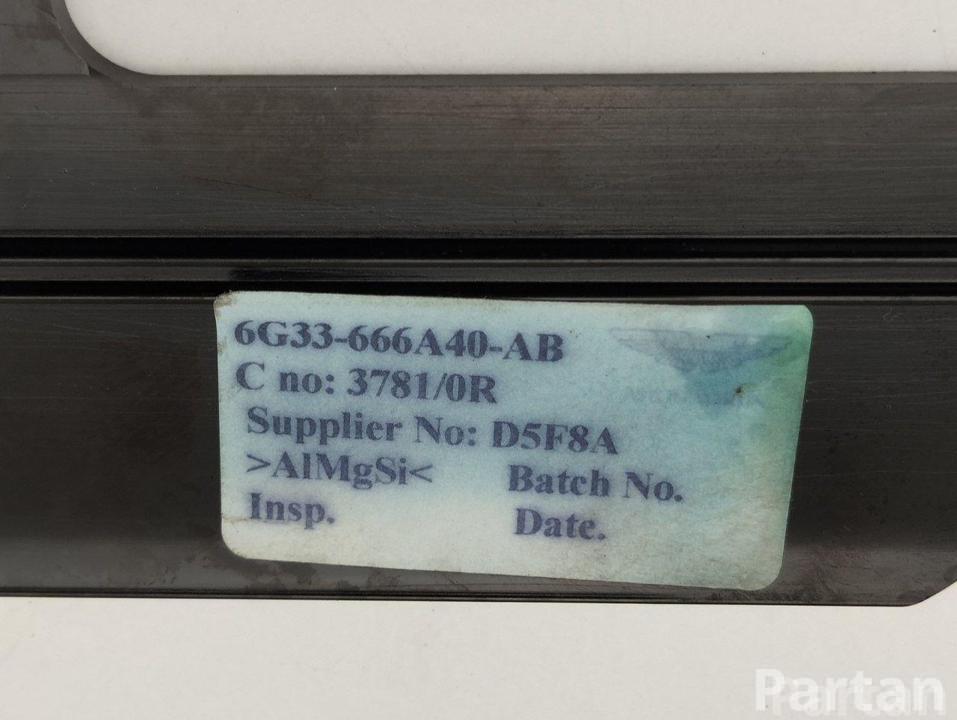 6G33-666A40-AB
C no: 3781/0R
Supplier No: D5F8A
>AlMgSi< Batch No.
Insp. Date.
Partan